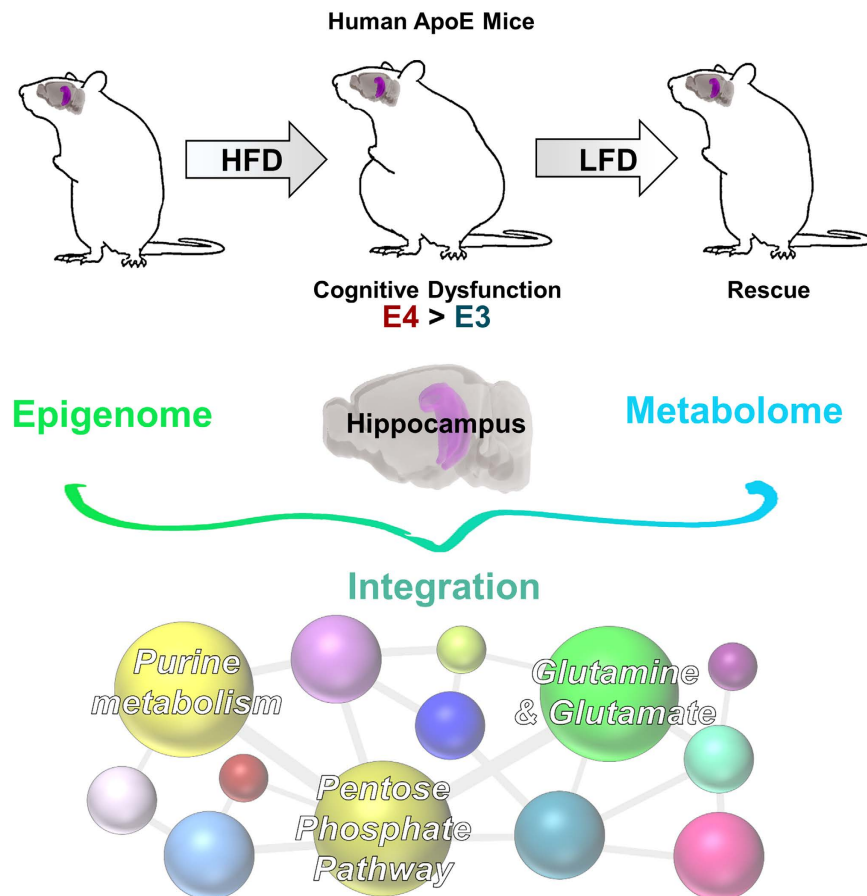 Human ApoE Mice
HFD
LFD
Cognitive Dysfunction
E4 > E3
Rescue
Epigenome
Hippocampus
Metabolome
Integration
Purine
metabolism
Glutamine
& Glutamate
Pentose
Phosphate
Pathway